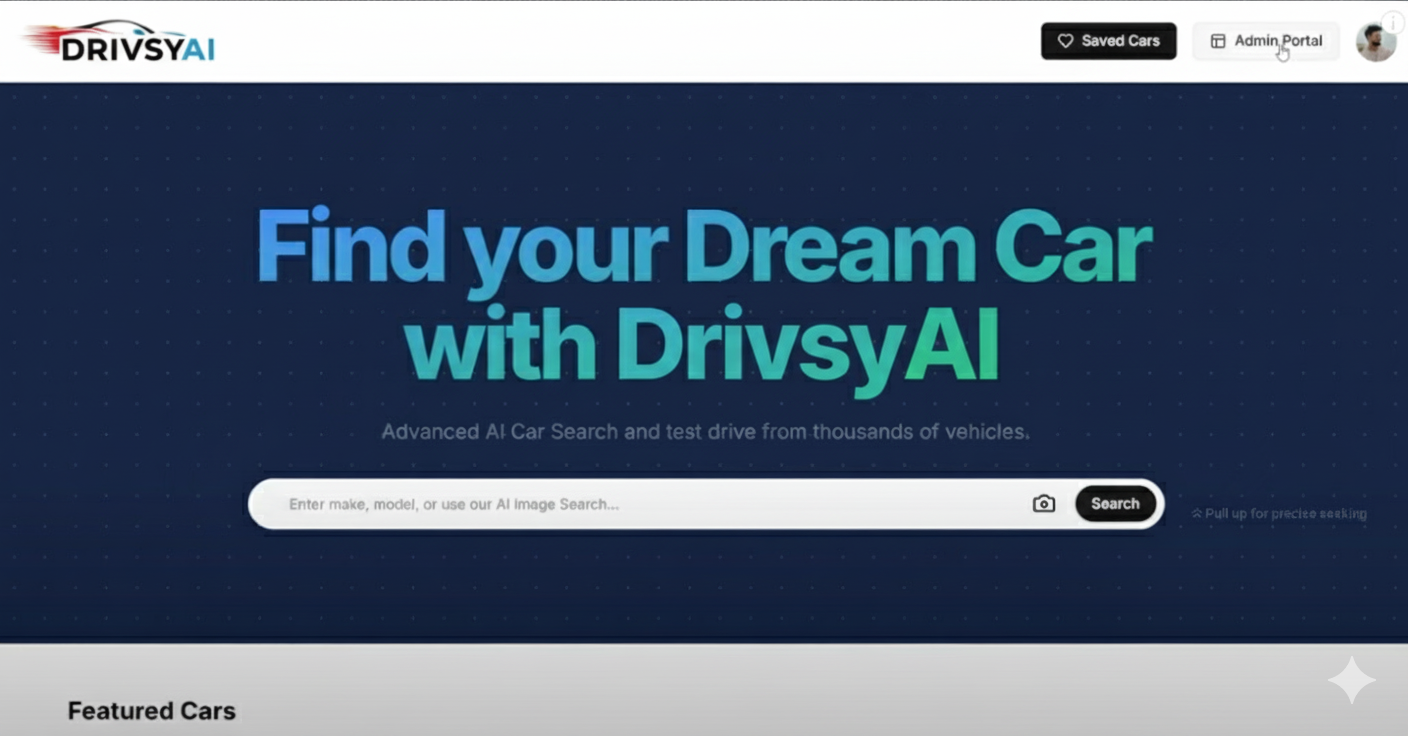 DRIVSYAI
Saved Cars
Admin Portal
Find your Dream Car
with DrivsyAI
Advanced AI Car Search and test drive from thousands of vehicles.
Enter make, model, or use our AI Image Search...
Search
Pull up for precise seeking
Featured Cars